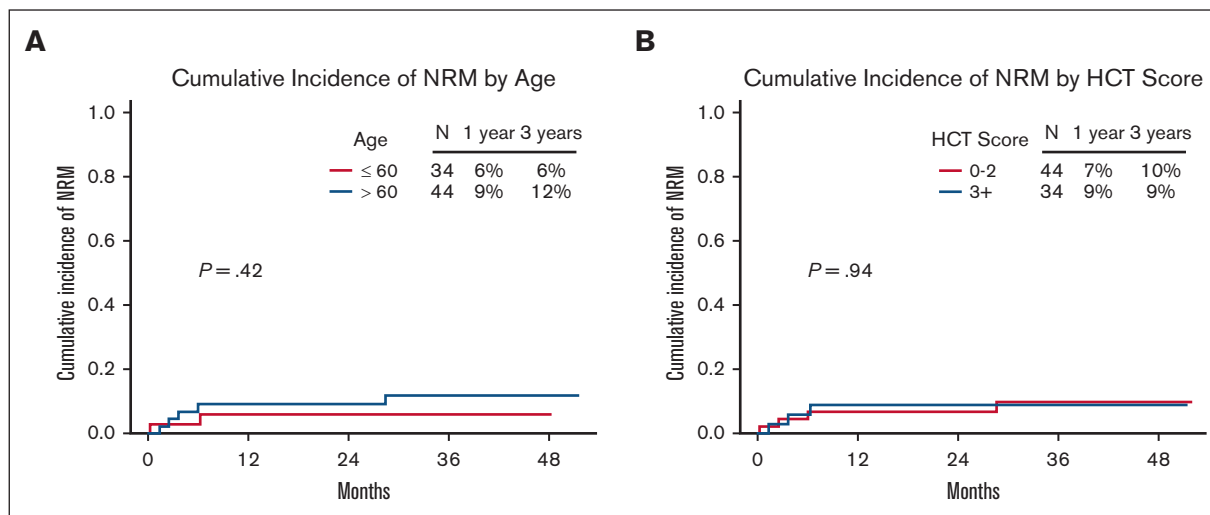 A
Cumulative Incidence of NRM by Age
Cumulative incidence of NRM
1.0
0.8
0.6
0.4
0.2
0.0
Age N 1 year 3 years
≤ 60 34 6% 6%
> 60 44 9% 12%
P = .42
0 12 24 36 48
Months
B
Cumulative Incidence of NRM by HCT Score
Cumulative incidence of NRM
1.0
0.8
0.6
0.4
0.2
0.0
HCT Score N 1 year 3 years
0-2 44 7% 10%
3+ 34 9% 9%
P = .94
0 12 24 36 48
Months